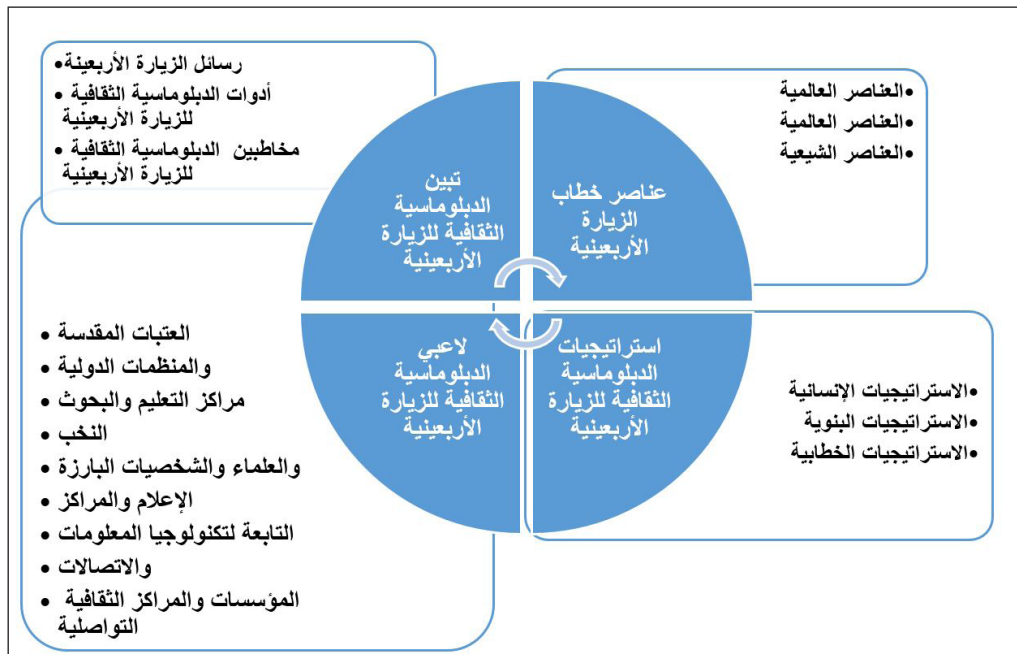 •العناصر العالمية
•العناصر العالمية
•العناصر الشيعية
عناصر خطاب
الزيارة
الأربعينية
•رسائل الزيارة الأربعينة
• أدوات الدبلوماسية الثقافية
للزيارة الأربعينية
• مخاطبين الدبلوماسية الثقافية
للزيارة الأربعينية
تبين
الدبلوماسية
الثقافية للزيارة
الأربعينية
•الاستراتيجيات الإنسانية
•الاستراتيجيات البنوية
•الاستراتيجيات الخطابية
استراتيجيات
الدبلوماسية
الثقافية للزيارة
الأربعينية
لاعبي
الدبلوماسية
الثقافية للزيارة
الأربعينية
• العتبات المقدسة
• والمنظمات الدولية
• مراكز التعليم والبحوث
• النخب
• والعلماء والشخصيات البارزة
• الإعلام والمراكز
• التابعة لتكنولوجيا المعلومات
• والاتصالات
• المؤسسات والمراكز الثقافية
التواصلية